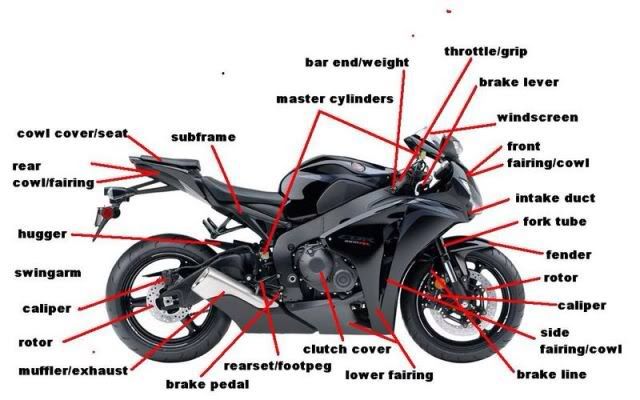 throttle/grip
bar end/weight
brake lever
master cylinders
windscreen
cowl cover/seat
subframe
front
fairing/cowl
rear
cowl/fairing
intake duct
fork tube
hugger
fender
swingarm
rotor
caliper
caliper
rotor
side
fairing/cowl
clutch cover
muffler/exhaust
rearset/footpeg
lower fairing
brake line
brake pedal